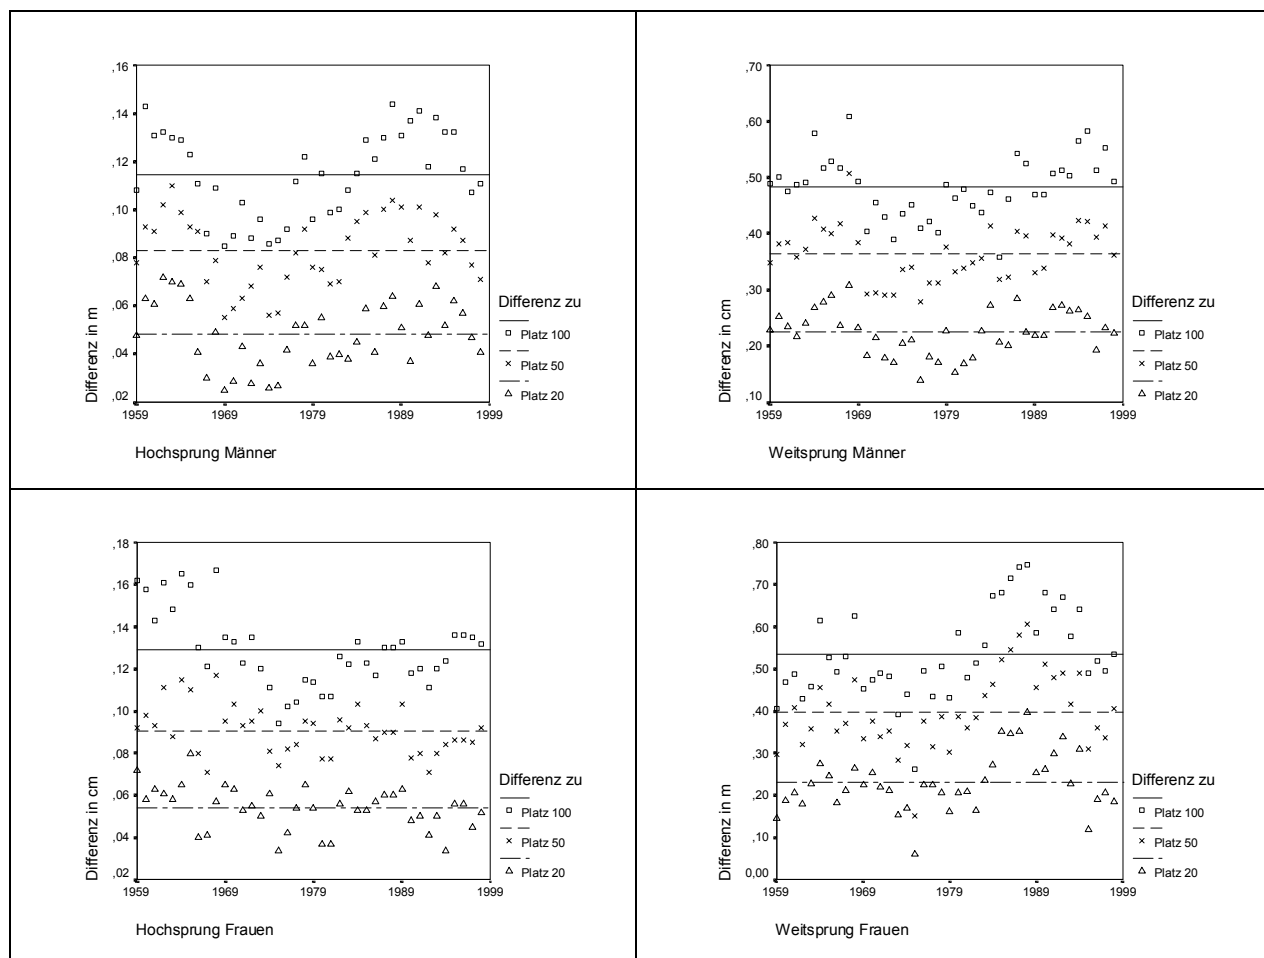 ,16
,14
,12
,10
,08
,06
,04
,02
Differenz in m
1959 1969 1979 1989 1999
Differenz zu
Platz 100
Platz 50
Platz 20
Hochsprung Männer
,70
,60
,50
,40
,30
,20
,10
Differenz in cm
1959 1969 1979 1989 1999
Differenz zu
Platz 100
Platz 50
Platz 20
Weitsprung Männer
,18
,16
,14
,12
,10
,08
,06
,04
,02
Differenz in cm
1959 1969 1979 1989 1999
Differenz zu
Platz 100
Platz 50
Platz 20
Hochsprung Frauen
,80
,70
,60
,50
,40
,30
,20
,10
0,00
Differenz in m
1959 1969 1979 1989 1999
Differenz zu
Platz 100
Platz 50
Platz 20
Weitsprung Frauen